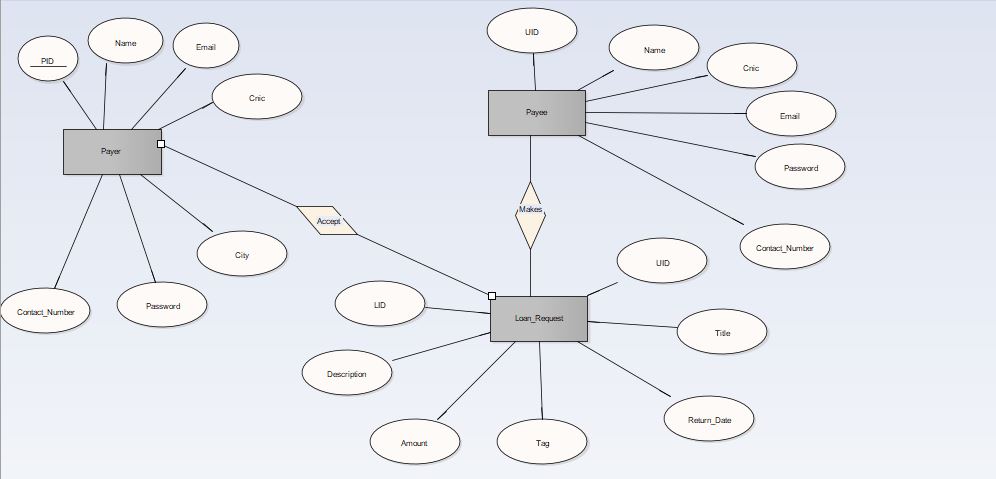 UID
Name
Email
Name
PID
Cnic
Cnic
Payee
Email
Payer
Password
Makes
Accept
Contact_Number
City
UID
LID
Password
Contact_Number
Loan_Request
Title
Description
Return_Date
Amount
Tag